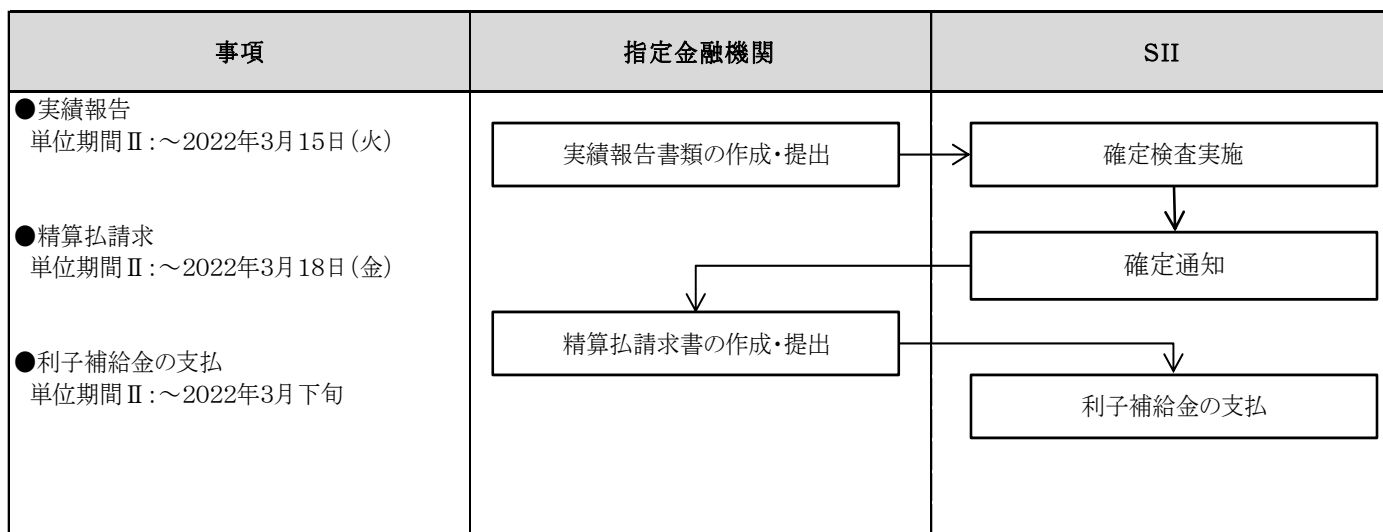 事項
指定金融機関
SII
●実績報告
単位期間Ⅱ:～2022年3月15日(火)
実績報告書類の作成・提出
確定検査実施
●精算払請求
単位期間Ⅱ:～2022年3月18日(金)
確定通知
精算払請求書の作成・提出
●利子補給金の支払
単位期間Ⅱ:～2022年3月下旬
利子補給金の支払